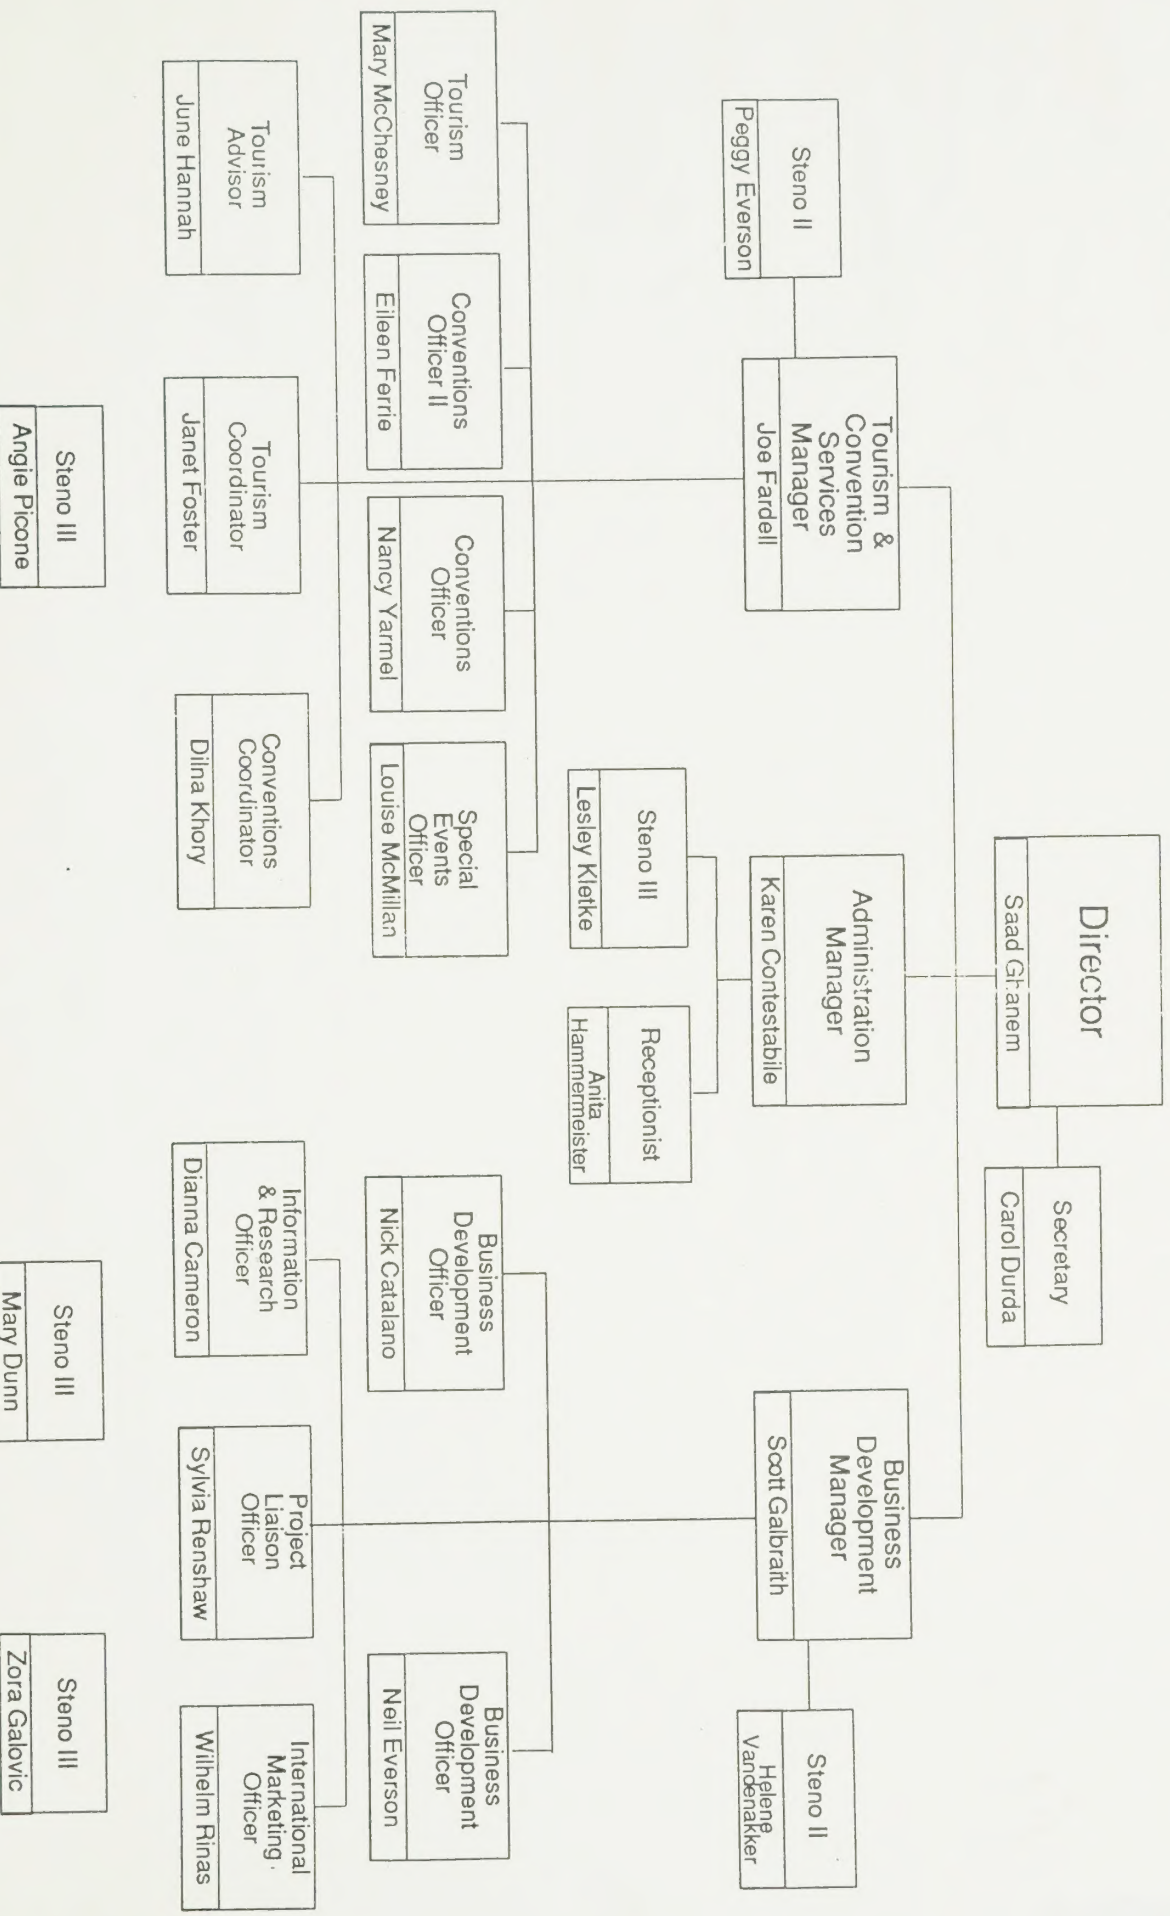 Director
Saad Ghanem
Secretary
Carol Durda
Tourism &
Convention
Services
Manager
Joe Fardell
Administration
Manager
Karen Contestabile
Business
Development
Manager
Scott Galbraith
Steno II
Peggy Everson
Steno II
Helene
Vandenakker
Steno III
Lesley Kletke
Receptionist
Anita
Hammermeister
Tourism
Officer
Mary McChesney
Conventions
Officer II
Eileen Ferrie
Conventions
Officer
Nancy Yarmel
Special
Events
Officer
Louise McMillan
Business
Development
Officer
Nick Catalano
Business
Development
Officer
Neil Everson
Tourism
Advisor
June Hannah
Tourism
Coordinator
Janet Foster
Conventions
Coordinator
Dilna Khory
Information
& Research
Officer
Dianna Cameron
Project
Liaison
Officer
Sylvia Renshaw
International
Marketing
Officer
Wilhelm Rinas
Steno III
Angie Picone
Steno III
Mary Dunn
Steno III
Zora Galovic